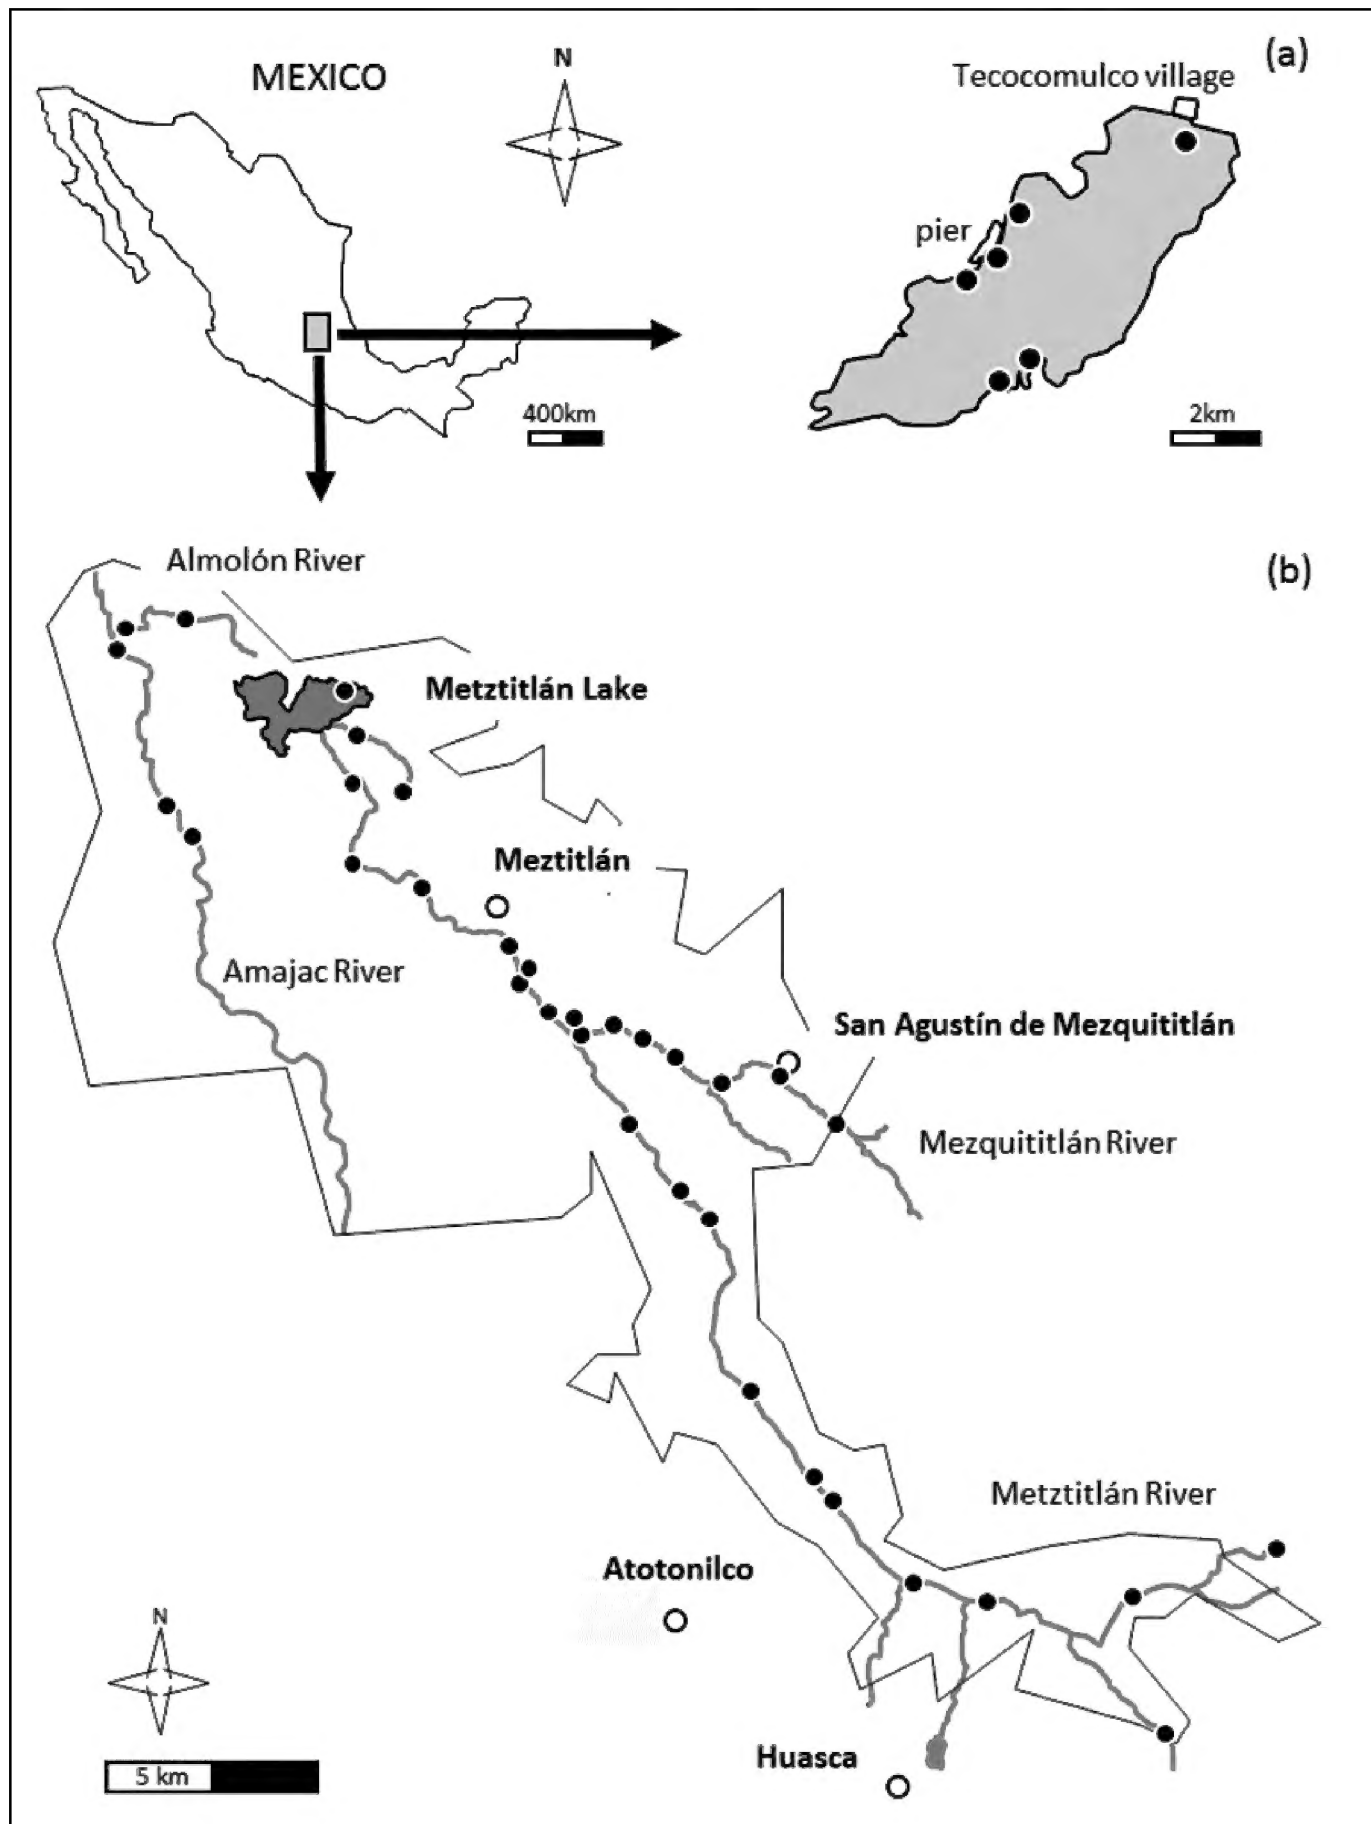 MEXICO
N
(a)
Tecocomulco village
pier
400km
2km
Almolón River
(b)
Metztitlán Lake
Meztitlán
Amajac River
San Agustín de Mezquititlán
Mezquititlán River
Metztitlán River
Atotonilco
N
Huasca
5 km